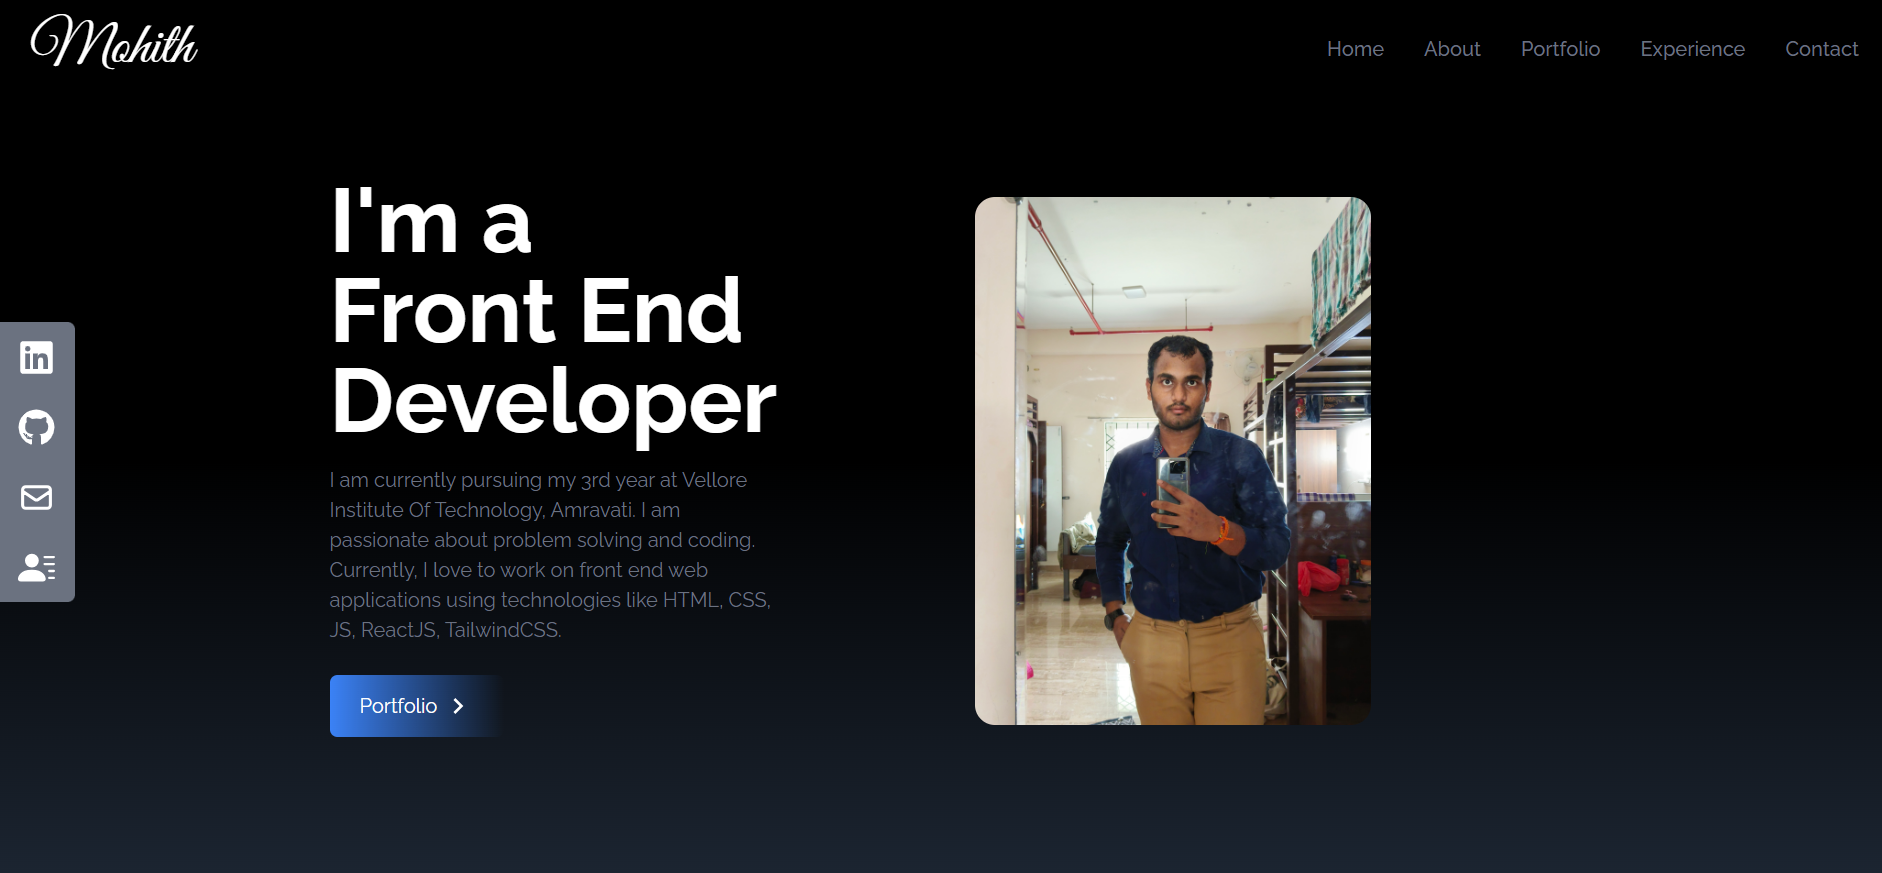 Mohith
Home
About
Portfolio
Experience
Contact
I'm a
Front End
Developer
I am currently pursuing my 3rd year at Vellore
Institute Of Technology, Amravati. I am
passionate about problem solving and coding.
Currently, I love to work on front end web
applications using technologies like HTML, CSS,
JS, ReactJS, TailwindCSS.
Portfolio
in